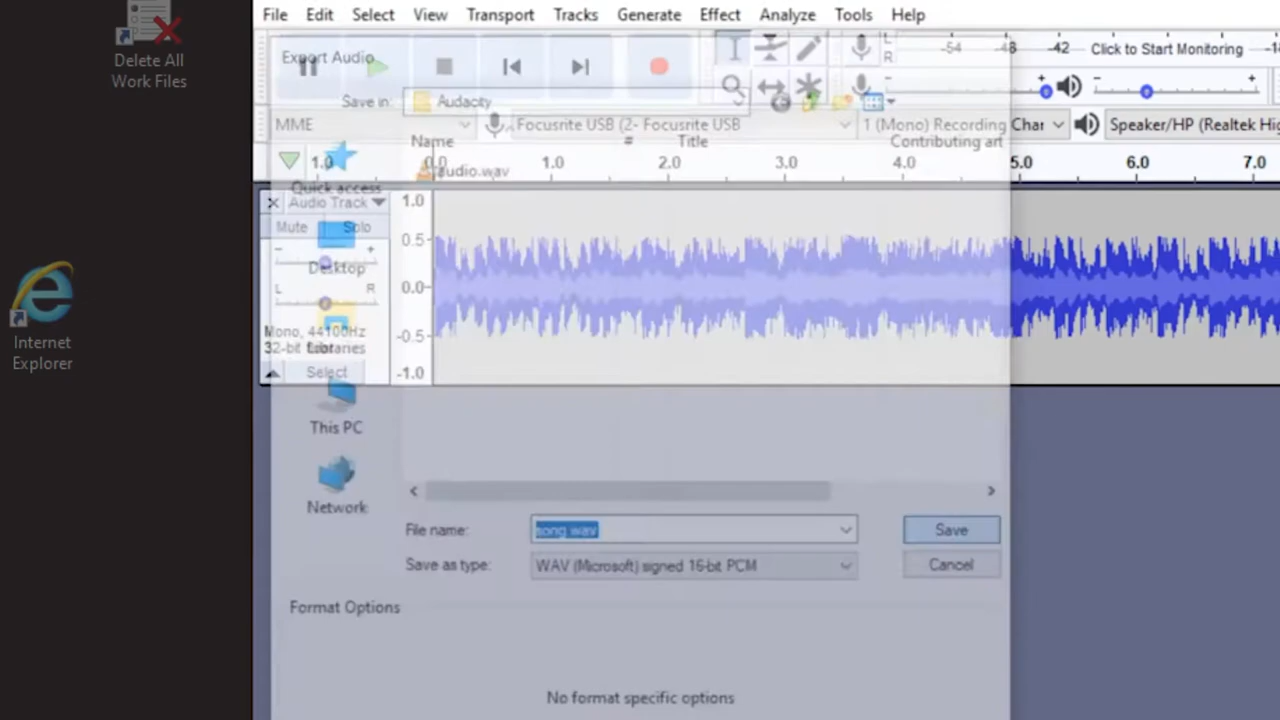 File Edit Select View Transport Tracks Generate Effect Analyze Tools Help
Delete All
Work Files
Export Audio
L
R
-54 -48 -42 Click to Start Monitoring
Save in: Audacity
MME
Focusrite USB (2- Focusrite USB
1 (Mono) Recording Char
Speaker/HP (Realtek Hig
Name # Title Contributing art
1.0 0.0 1.0 2.0 3.0 4.0 5.0 6.0 7.0
audio.wav
Quick access
Audio Track
1.0
Mute Solo
0.5
Desktop
L R
0.0
Mono, 44100Hz
-0.5
32-bit float
Libraries
Select
-1.0
This PC
Network
Internet
Explorer
File name: song.wav Save
Save as type: WAV (Microsoft) signed 16-bit PCM Cancel
Format Options
No format specific options